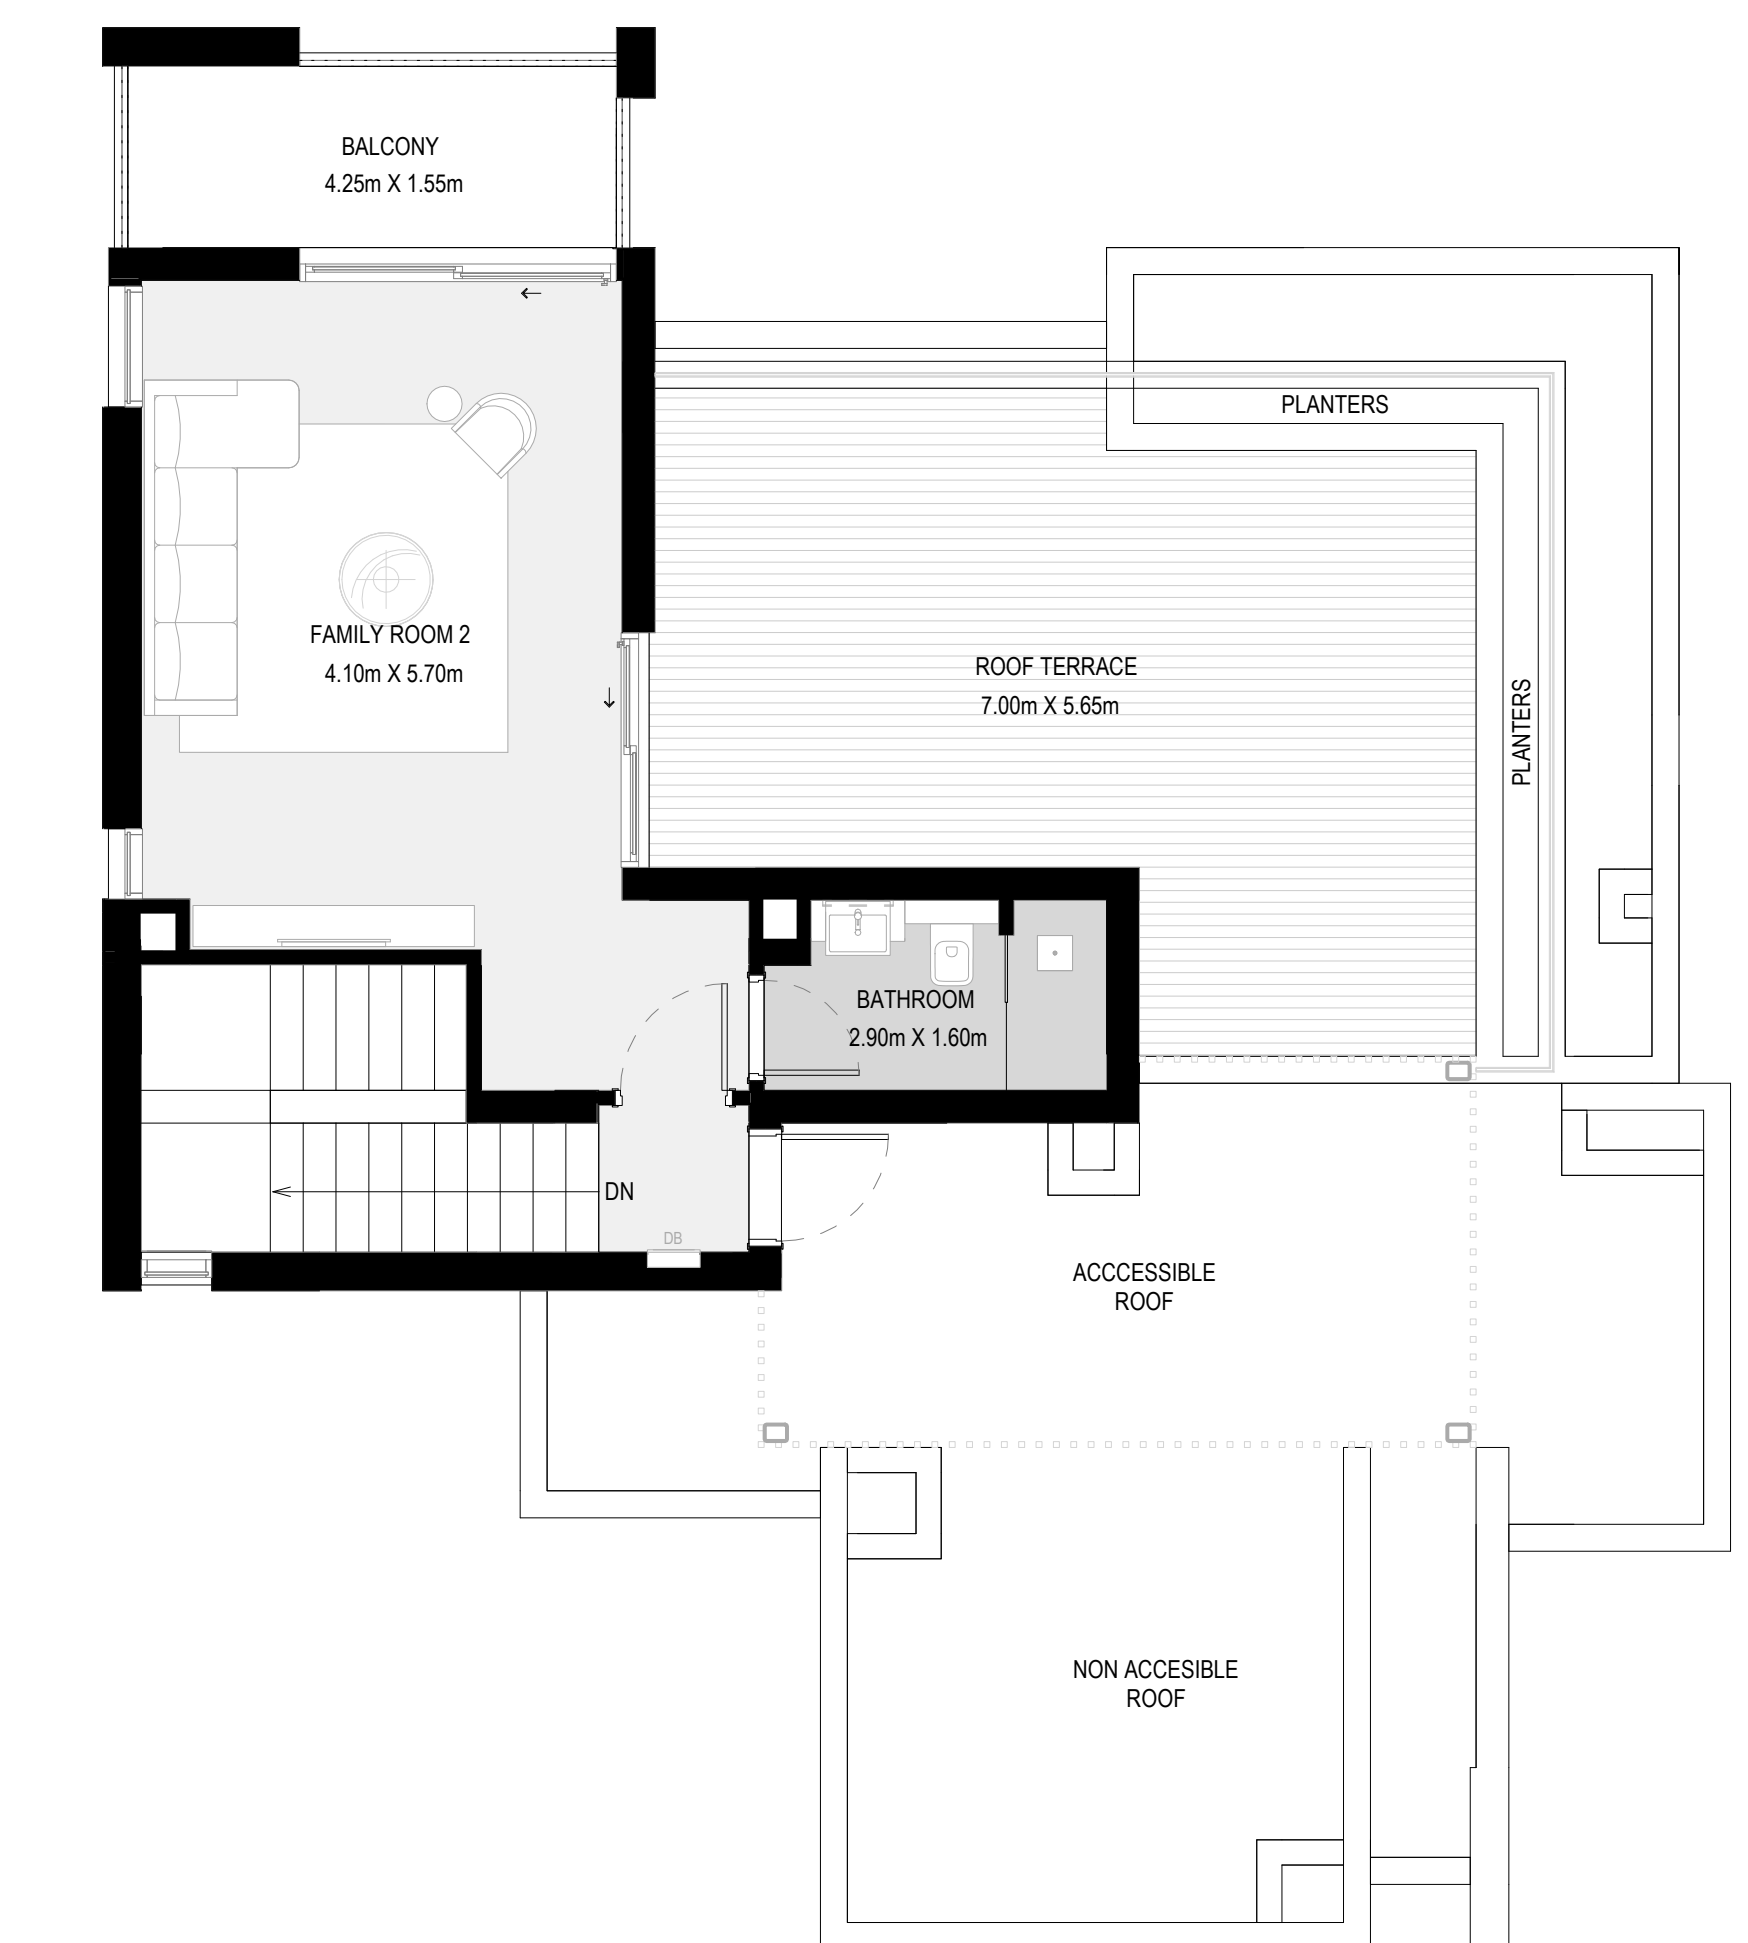 BALCONY
4.25m X 1.55m
PLANTERS
FAMILY ROOM 2
4.10m X 5.70m
ROOF TERRACE
7.00m X 5.65m
PLANTERS
BATHROOM
2.90m X 1.60m
DN
DB
ACCCESSIBLE
ROOF
NON ACCESIBLE
ROOF